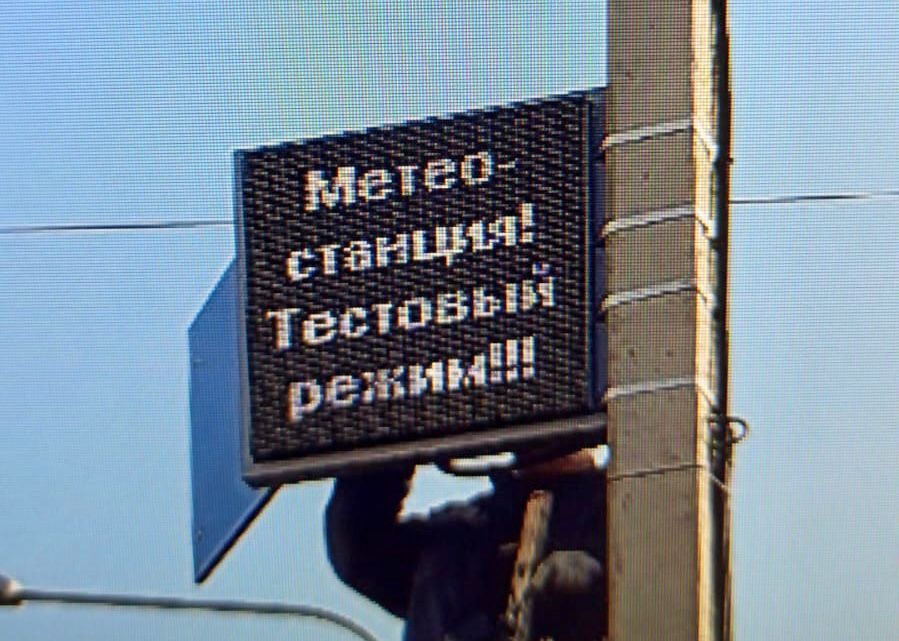 Метео-
станция!
Тестовый
режим!!!